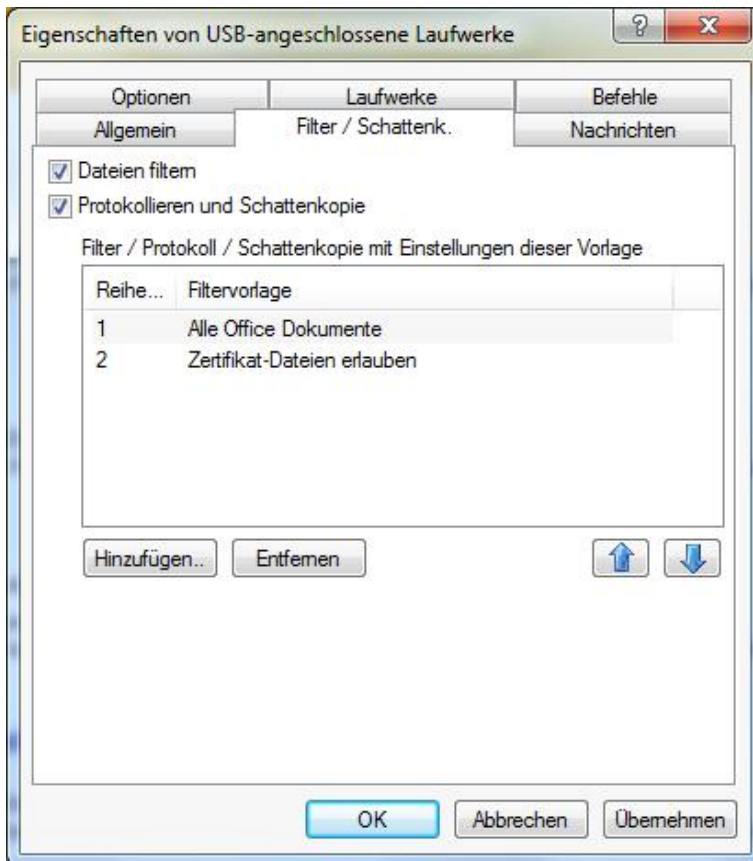 Eigenschaften von USB-angeschlossene Laufwerke
Optionen Laufwerke Befehle
Allgemein Filter / Schattenk. Nachrichten
Dateien filtern
Protokollieren und Schattenkopie
Filter / Protokoll / Schattenkopie mit Einstellungen dieser Vorlage
Reihe... Filtervorlage
1 Alle Office Dokumente
2 Zertifikat-Dateien erlauben
Hinzufügen.. Entfernen
OK Abbrechen Übernehmen